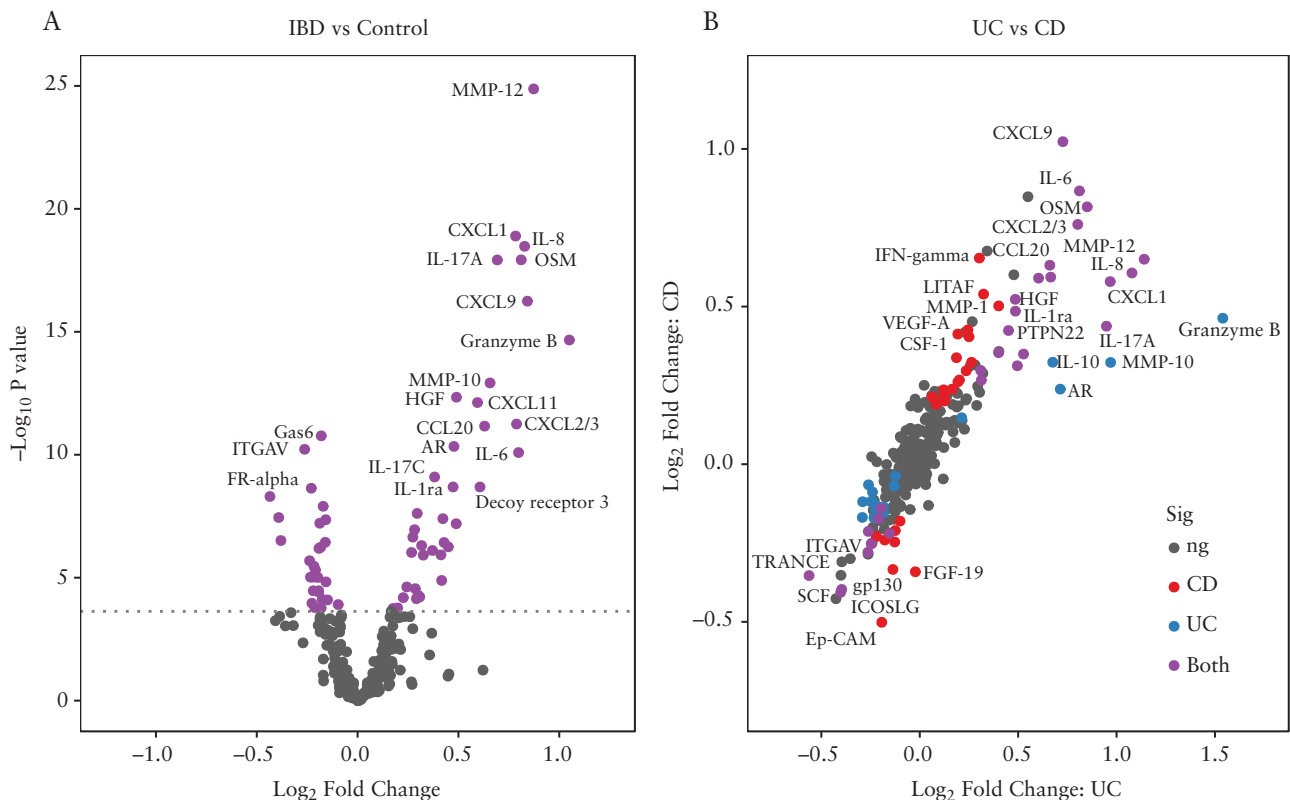 A
IBD vs Control
25
20
15
10
5
0
−Log10 P value
MMP-12
CXCL1
IL-8
IL-17A
OSM
CXCL9
Granzyme B
MMP-10
HGF
CXCL11
CCL20
CXCL2/3
Gas6
ITGAV
AR
IL-6
IL-17C
FR-alpha
IL-1ra
Decoy receptor 3
−1.0
−0.5
0.0
0.5
1.0
Log2 Fold Change
B
UC vs CD
1.0
0.5
0.0
−0.5
Log2 Fold Change: CD
CXCL9
IL-6
OSM
CXCL2/3
IFN-gamma
CCL20
MMP-12
IL-8
LITAF
HGF
CXCL1
MMP-1
IL-1ra
VEGF-A
PTPN22
IL-17A
Granzyme B
CSF-1
IL-10
MMP-10
AR
ITGAV
TRANCE
gp130
FGF-19
SCF
ICOSLG
Ep-CAM
Sig
ng
CD
UC
Both
−0.5
0.0
0.5
1.0
1.5
Log2 Fold Change: UC